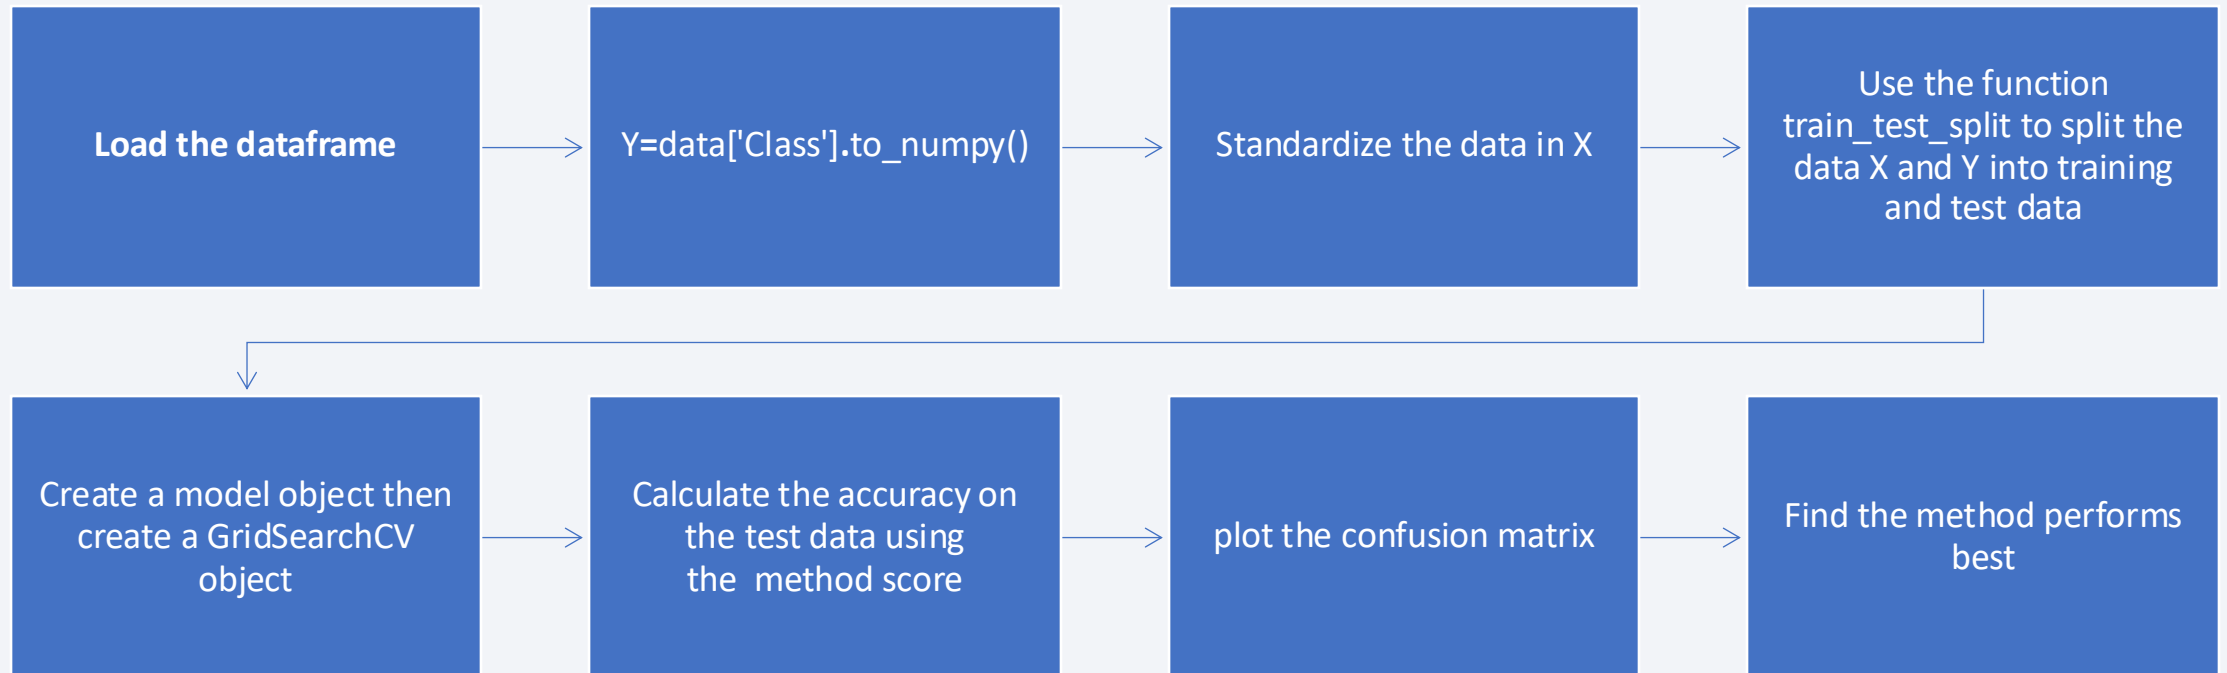 Load the dataframe
Y=data['Class'].to_numpy()
Standardize the data in X
Use the function
train_test_split to split the
data X and Y into training
and test data
Create a model object then
create a GridSearchCV
object
Calculate the accuracy on
the test data using
the  method score
plot the confusion matrix
Find the method performs
best